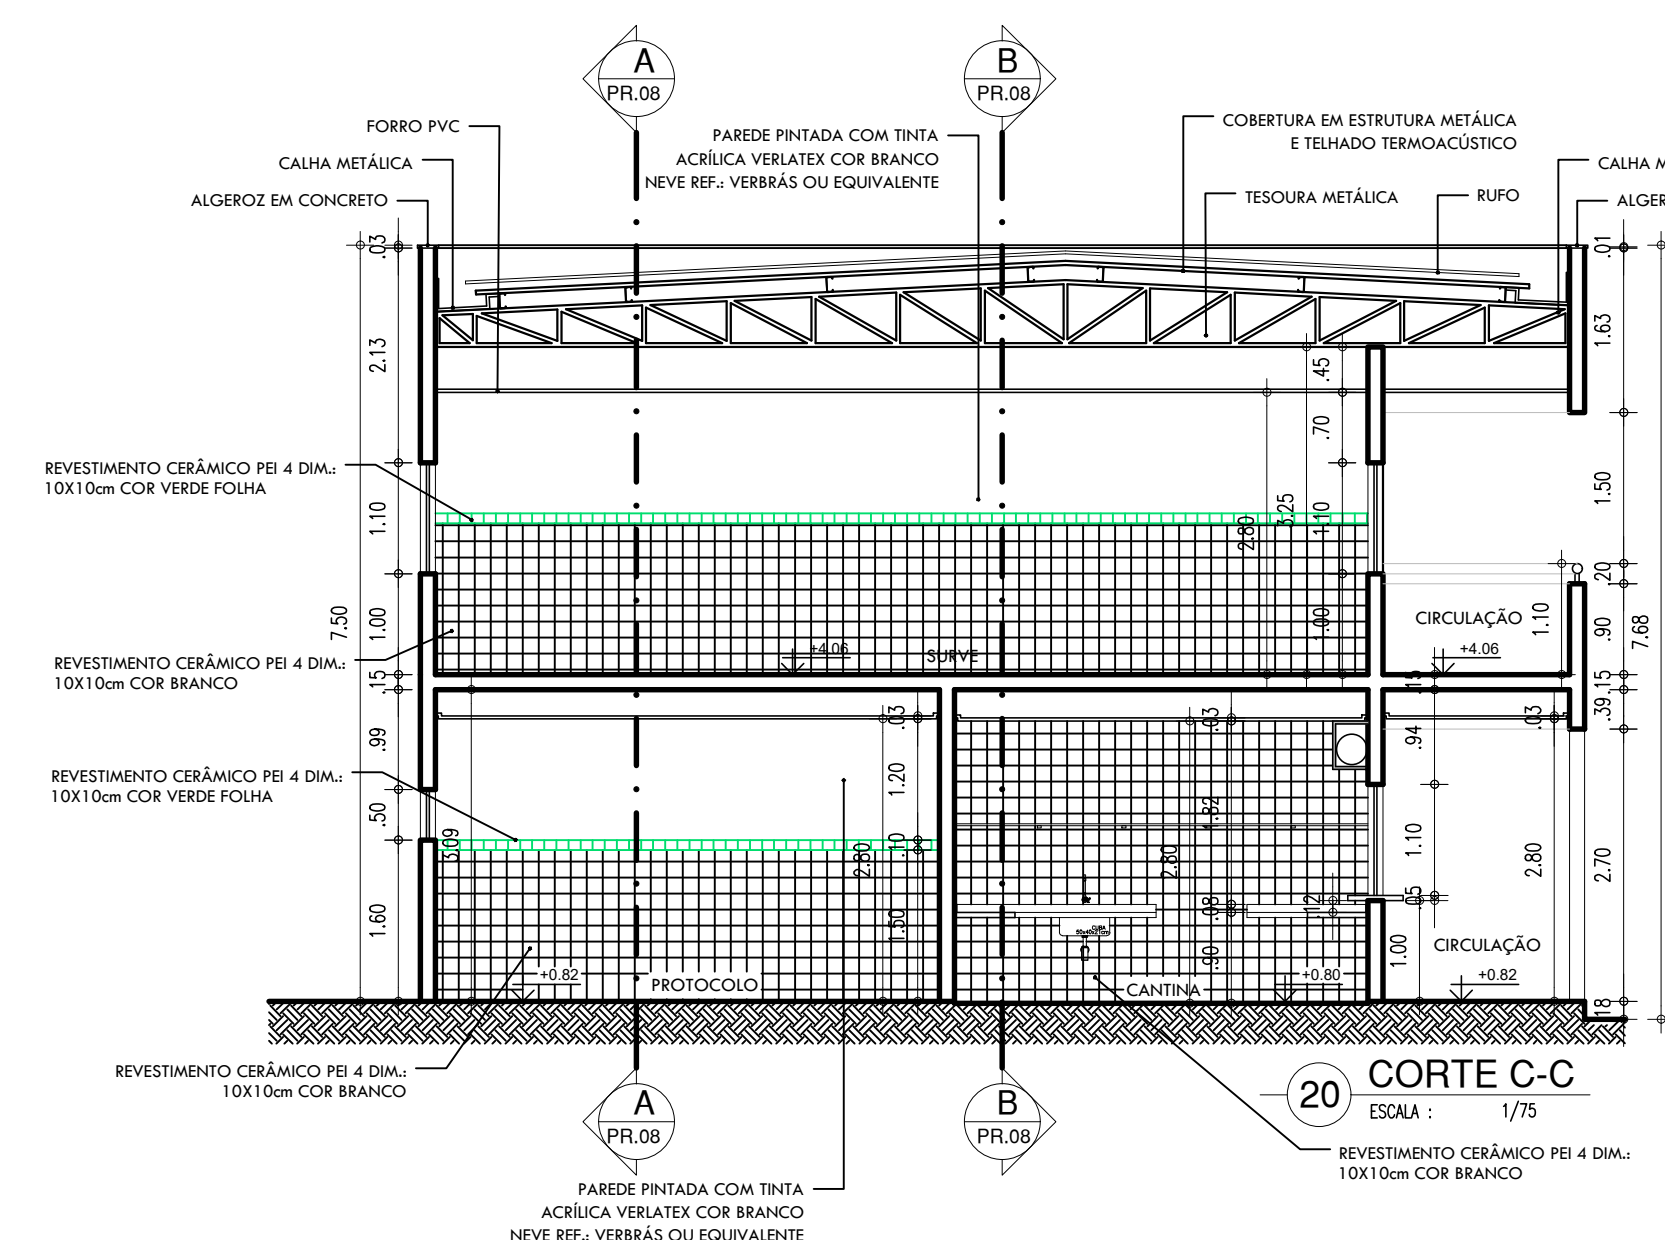 A
PR.08
B
PR.08
FORRO PVC
CALHA METÁLICA
ALGEROZ EM CONCRETO
PAREDE PINTADA COM TINTA
ACRÍLICA VERLATEX COR BRANCO
NEVE REF.: VERBRÁS OU EQUIVALENTE
COBERTURA EM ESTRUTURA METÁLICA
E TELHADO TERMOACÚSTICO
TESOURA METÁLICA
RUFO
CALHA M
ALGER
.03
2.13
1.10
1.00
.15
.99
.50
1.60
7.50
3.09
REVESTIMENTO CERÂMICO PEI 4 DIM.:
10X10cm COR VERDE FOLHA
REVESTIMENTO CERÂMICO PEI 4 DIM.:
10X10cm COR BRANCO
REVESTIMENTO CERÂMICO PEI 4 DIM.:
10X10cm COR VERDE FOLHA
.45
.70
1.10
1.00
3.25
2.80
.01
1.63
1.50
.20
.90
.15
.39
2.70
.18
7.68
1.10
CIRCULAÇÃO
+4.06
+4.06
SURVE
.03
1.20
.10
1.50
2.80
.03
1.82
2.80
.08
.12
.90
.15
.94
1.10
.05
1.00
.03
2.80
CUBA
50x40x21cm
CIRCULAÇÃO
+0.82
PROTOCOLO
CANTINA
+0.80
+0.82
REVESTIMENTO CERÂMICO PEI 4 DIM.:
10X10cm COR BRANCO
A
PR.08
B
PR.08
20
CORTE C-C
ESCALA :
1/75
REVESTIMENTO CERÂMICO PEI 4 DIM.:
10X10cm COR BRANCO
PAREDE PINTADA COM TINTA
ACRÍLICA VERLATEX COR BRANCO
NEVE REF.: VERBRÁS OU EQUIVALENTE